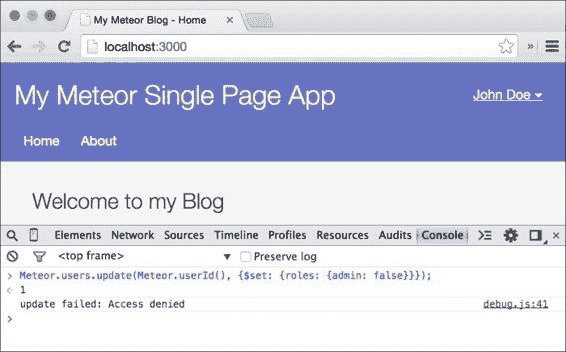 My Meteor Blog - Home
localhost:3000
My Meteor Single Page App
John Doe
Home About
Welcome to my Blog
Elements Network Sources Timeline Profiles Resources Audits Console
<top frame> Preserve log
Meteor.users.update(Meteor.userId(), {$set: {roles: {admin: false}}});
1
update failed: Access denied debug.js:41